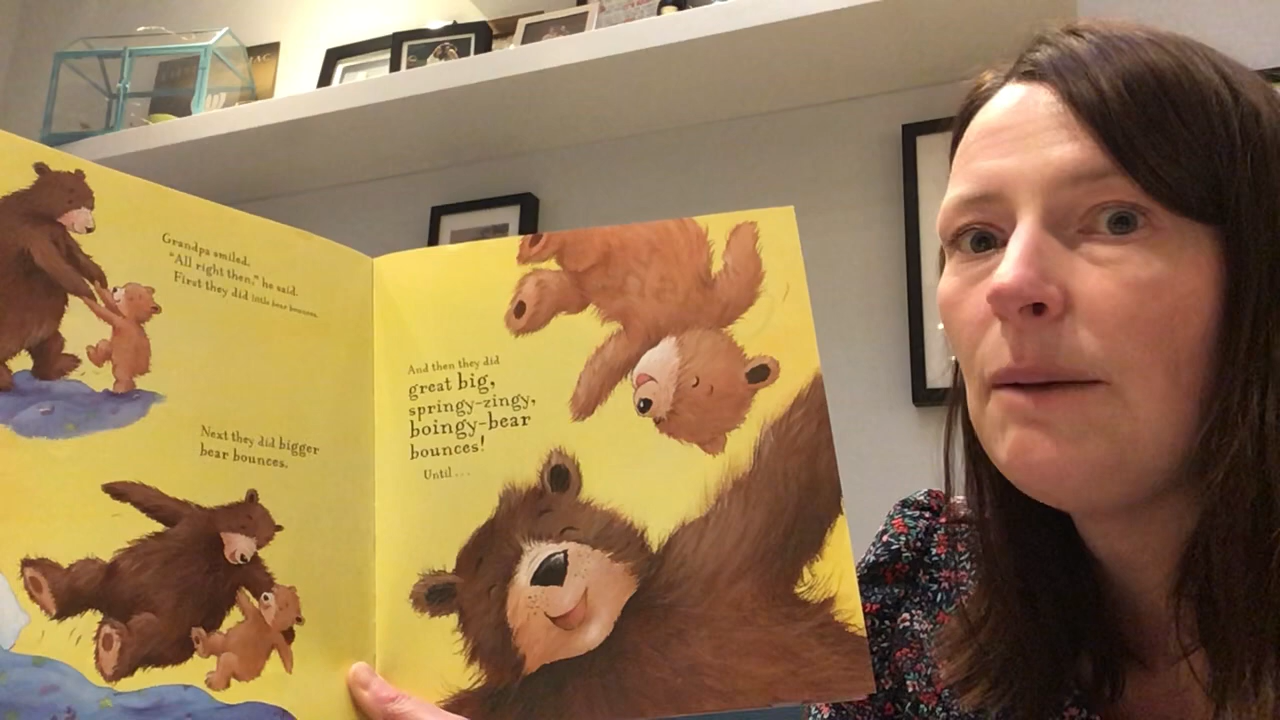 Grandpa smiled.
"All right then," he said.
First they did little bear bounces.
Next they did bigger
bear bounces.
And then they did
great big,
springy-zingy,
boingy-bear
bounces!
Until...